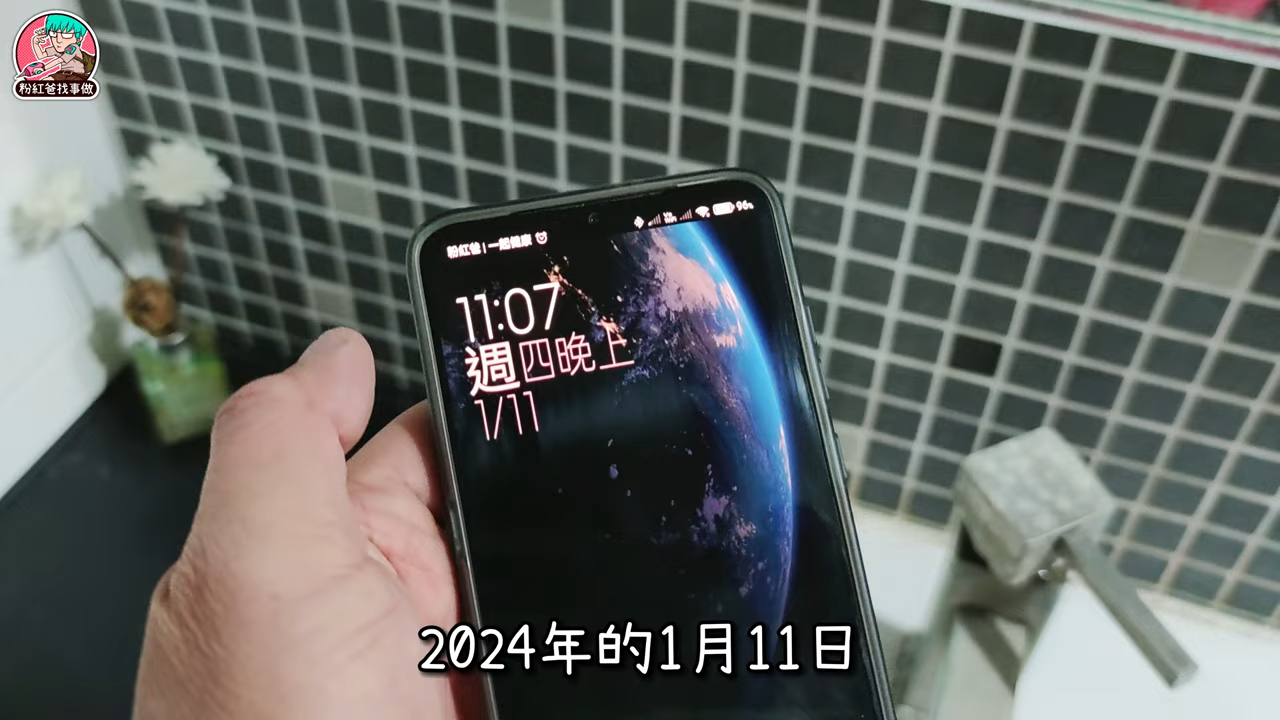 粉紅爸找事做
粉紅爸 | 一起健康
96%
11:07
週四晚上
1/11
2024年的1月11日